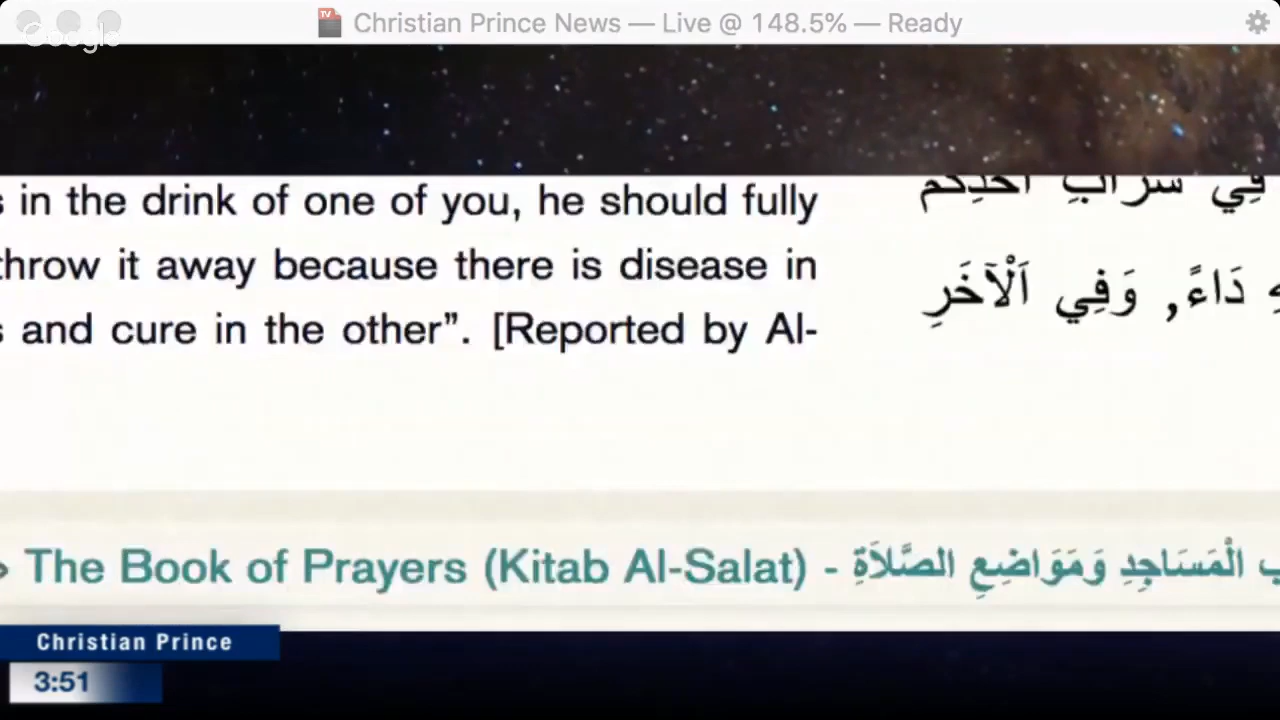 Christian Prince News — Live @ 148.5% — Ready
Google
in the drink of one of you, he should fully
throw it away because there is disease in
and cure in the other”. [Reported by Al-
فِي شَرَابِ أَحَدِكُمْ
دَاءً, وَفِي اَلْآخَرِ
The Book of Prayers (Kitab Al-Salat) - الْمَسَاجِدِ وَمَوَاضِعِ الصَّلَاَةِ
Christian Prince
3:51